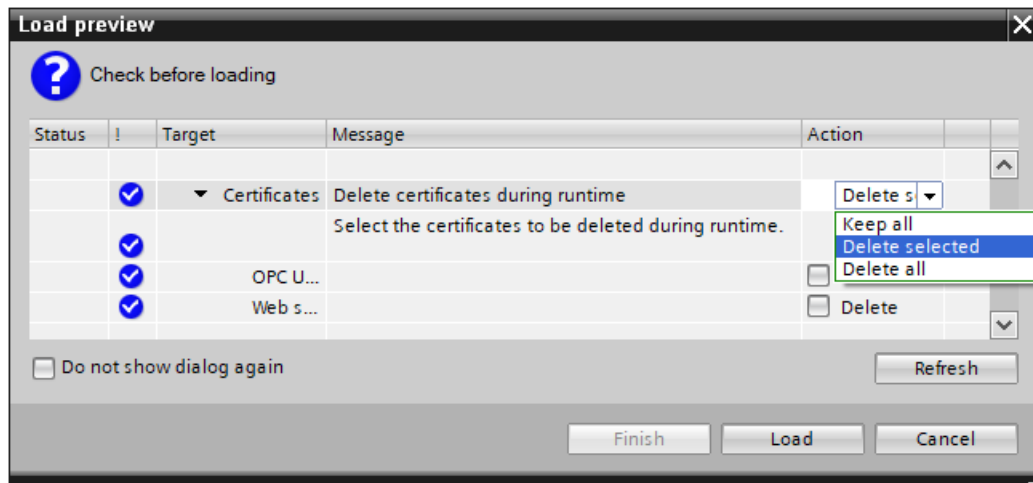 Load preview
Check before loading
Status ! Target Message Action
Certificates Delete certificates during runtime Delete s
Keep all
Select the certificates to be deleted during runtime.
Delete selected
Delete all
OPC U...
Web s... Delete
Do not show dialog again Refresh
Finish Load Cancel